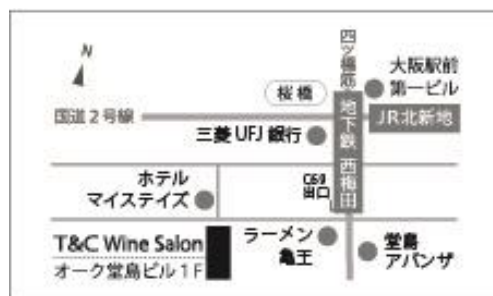 N
四ツ橋筋
大阪駅前
第一ビル
桜橋
国道2号線
地下鉄 西梅田
JR北新地
三菱UFJ銀行
C60
出口
ホテル
マイステイズ
T&C Wine Salon
オーク堂島ビル1F
ラーメン
亀王
堂島
アバンザ